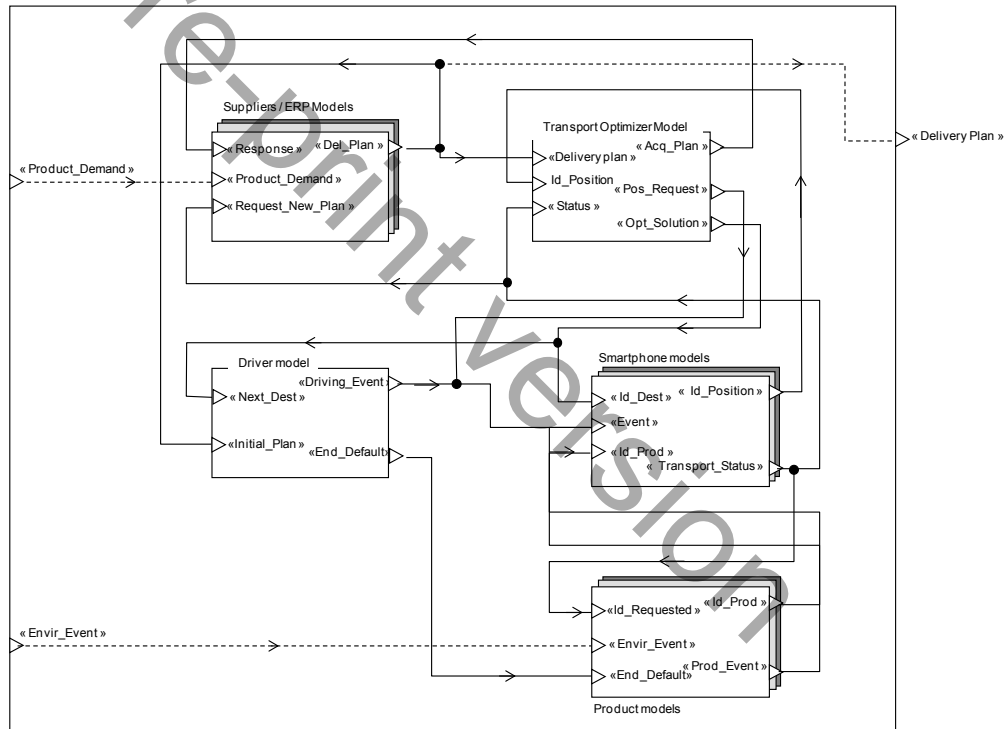 Suppliers / ERP Models
« Response »
« Del_Plan »
« Product_Demand »
« Request_New_Plan »
Transport Optimizer Model
« Acq_Plan »
« Delivery plan »
Id_Position
« Pos_Request »
« Status »
« Opt_Solution »
« Delivery Plan »
« Product_Demand »
Driver model
«Driving_Event»
« Next_Dest »
«Initial_Plan »
«End_Default»
Smartphone models
« Id_Position »
« Id_Dest »
«Event »
« Id_Prod »
« Transport_Status »
« Envir_Event »
« Id_Prod »
«Id_Requested »
« Envir_Event »
« Prod_Event »
«End_Default»
Product models
re-print version